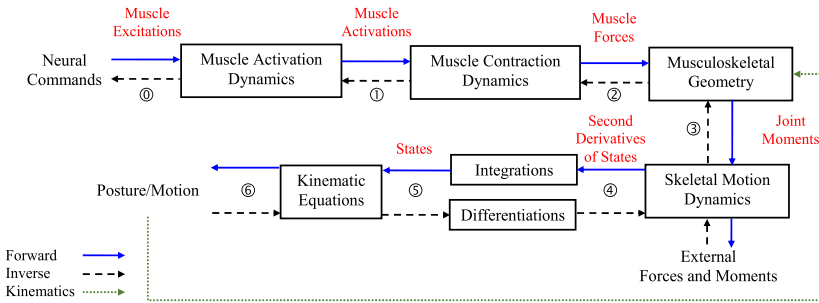 Muscle
Excitations
Muscle
Activations
Muscle
Forces
Neural
Commands
Muscle Activation
Dynamics
Muscle Contraction
Dynamics
Musculoskeletal
Geometry
⓪
①
②
③
Joint
Moments
Second
Derivatives
of States
States
Integrations
Kinematic
Equations
Skeletal Motion
Dynamics
Posture/Motion
⑥
⑤
④
Differentiations
External
Forces and Moments
Forward
Inverse
Kinematics